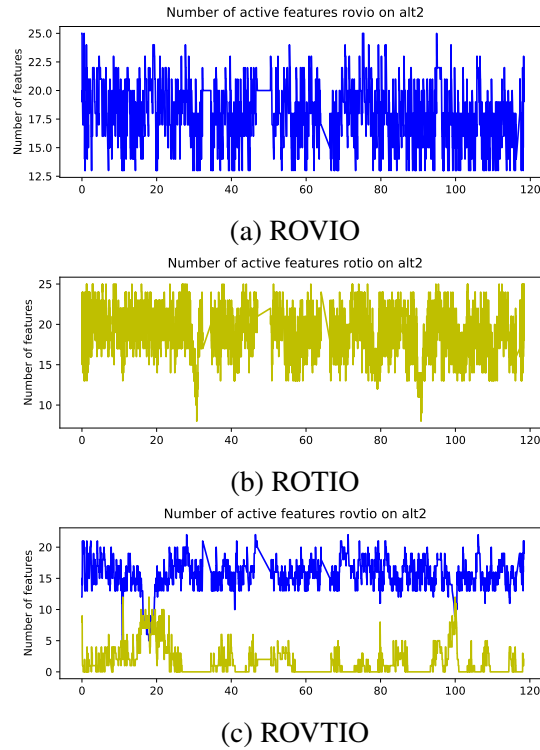 Number of active features rovio on alt2
25.0
22.5
20.0
17.5
15.0
12.5
Number of features
0 20 40 60 80 100 120
(a) ROVIO
Number of active features rotio on alt2
25
20
15
10
Number of features
0 20 40 60 80 100 120
(b) ROTIO
Number of active features rovtio on alt2
20
15
10
5
0
Number of features
0 20 40 60 80 100 120
(c) ROVTIO